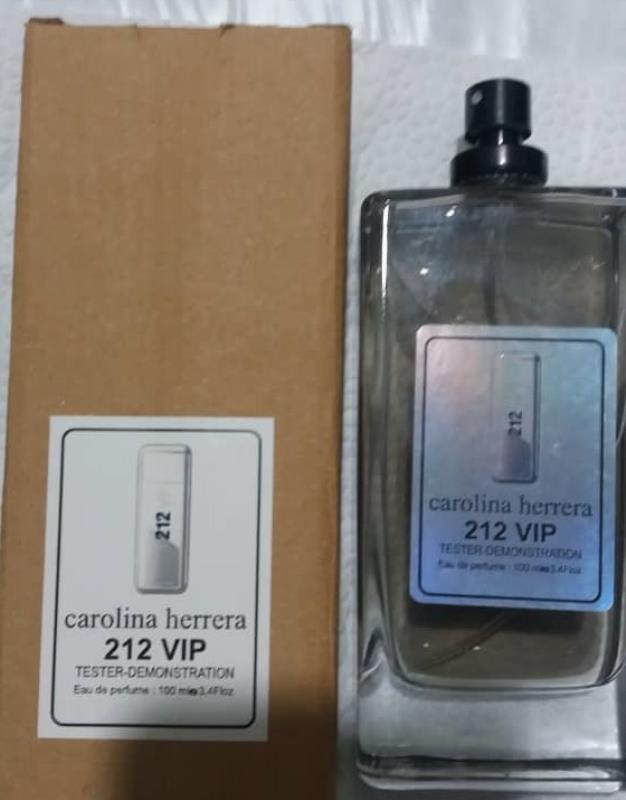 212
carolina herrera
212 VIP
TESTER-DEMONSTRATION
Eau de perfume : 100 ml℮3.4Floz
212
carolina herrera
212 VIP
TESTER-DEMONSTRATION
Eau de perfume : 100 ml℮3.4Floz